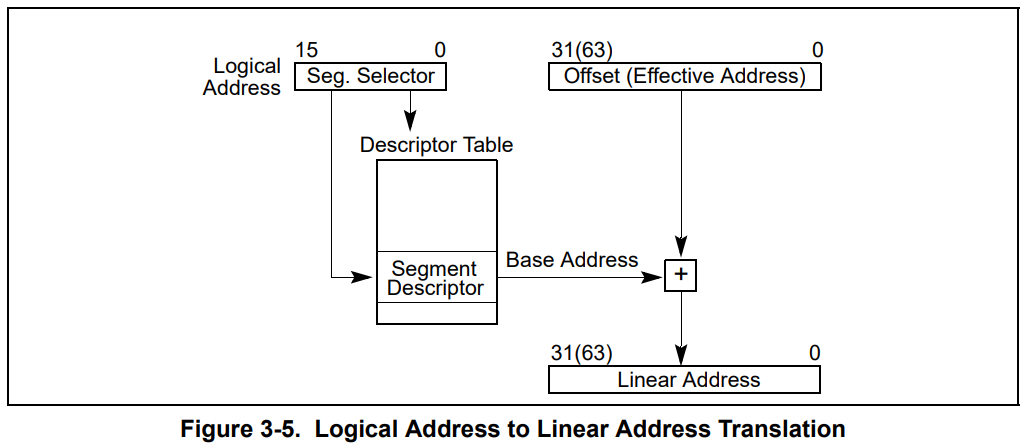 15 0
31(63) 0
Logical
Address
Seg. Selector
Offset (Effective Address)
Descriptor Table
Base Address
Segment
Descriptor
+
31(63) 0
Linear Address
Figure 3-5. Logical Address to Linear Address Translation